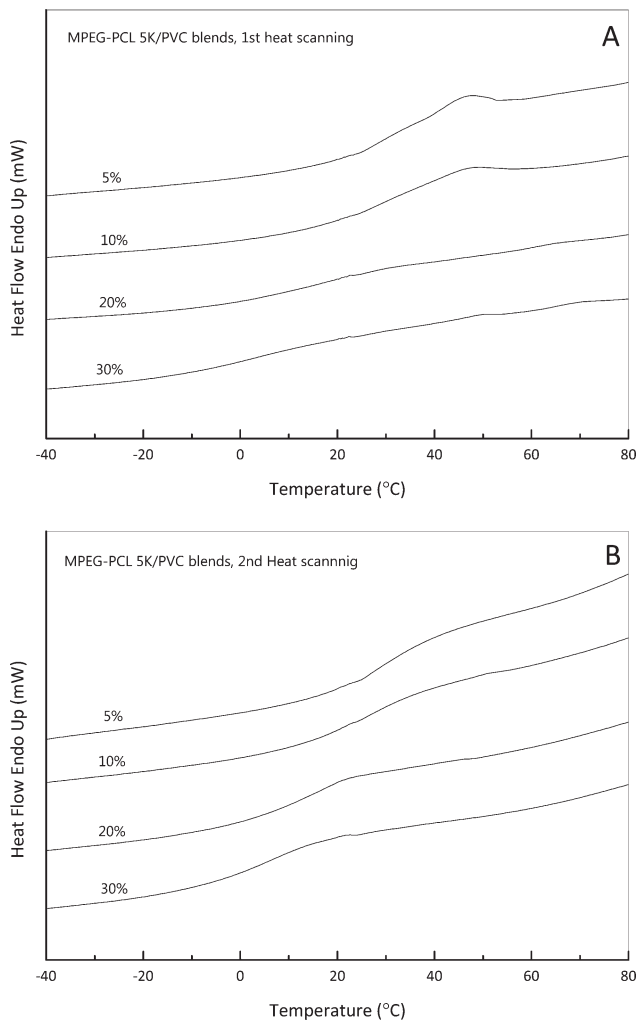 MPEG-PCL 5K/PVC blends, 1st heat scanning
A
Heat Flow Endo Up (mW)
5%
10%
20%
30%
-40 -20 0 20 40 60 80
Temperature (°C)
MPEG-PCL 5K/PVC blends, 2nd Heat scannnig
B
Heat Flow Endo Up (mW)
5%
10%
20%
30%
-40 -20 0 20 40 60 80
Temperature (°C)